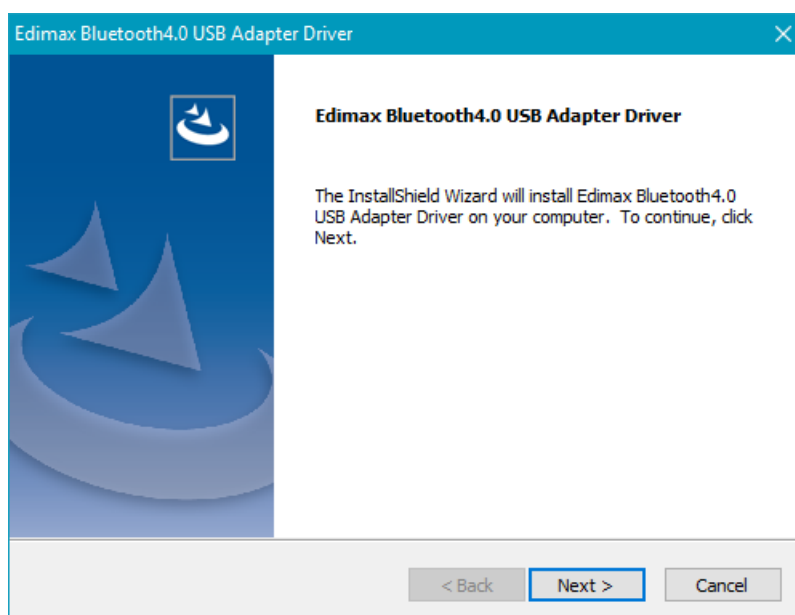 Edimax Bluetooth4.0 USB Adapter Driver
Edimax Bluetooth4.0 USB Adapter Driver
The InstallShield Wizard will install Edimax Bluetooth4.0
USB Adapter Driver on your computer. To continue, click
Next.
< Back
Next >
Cancel